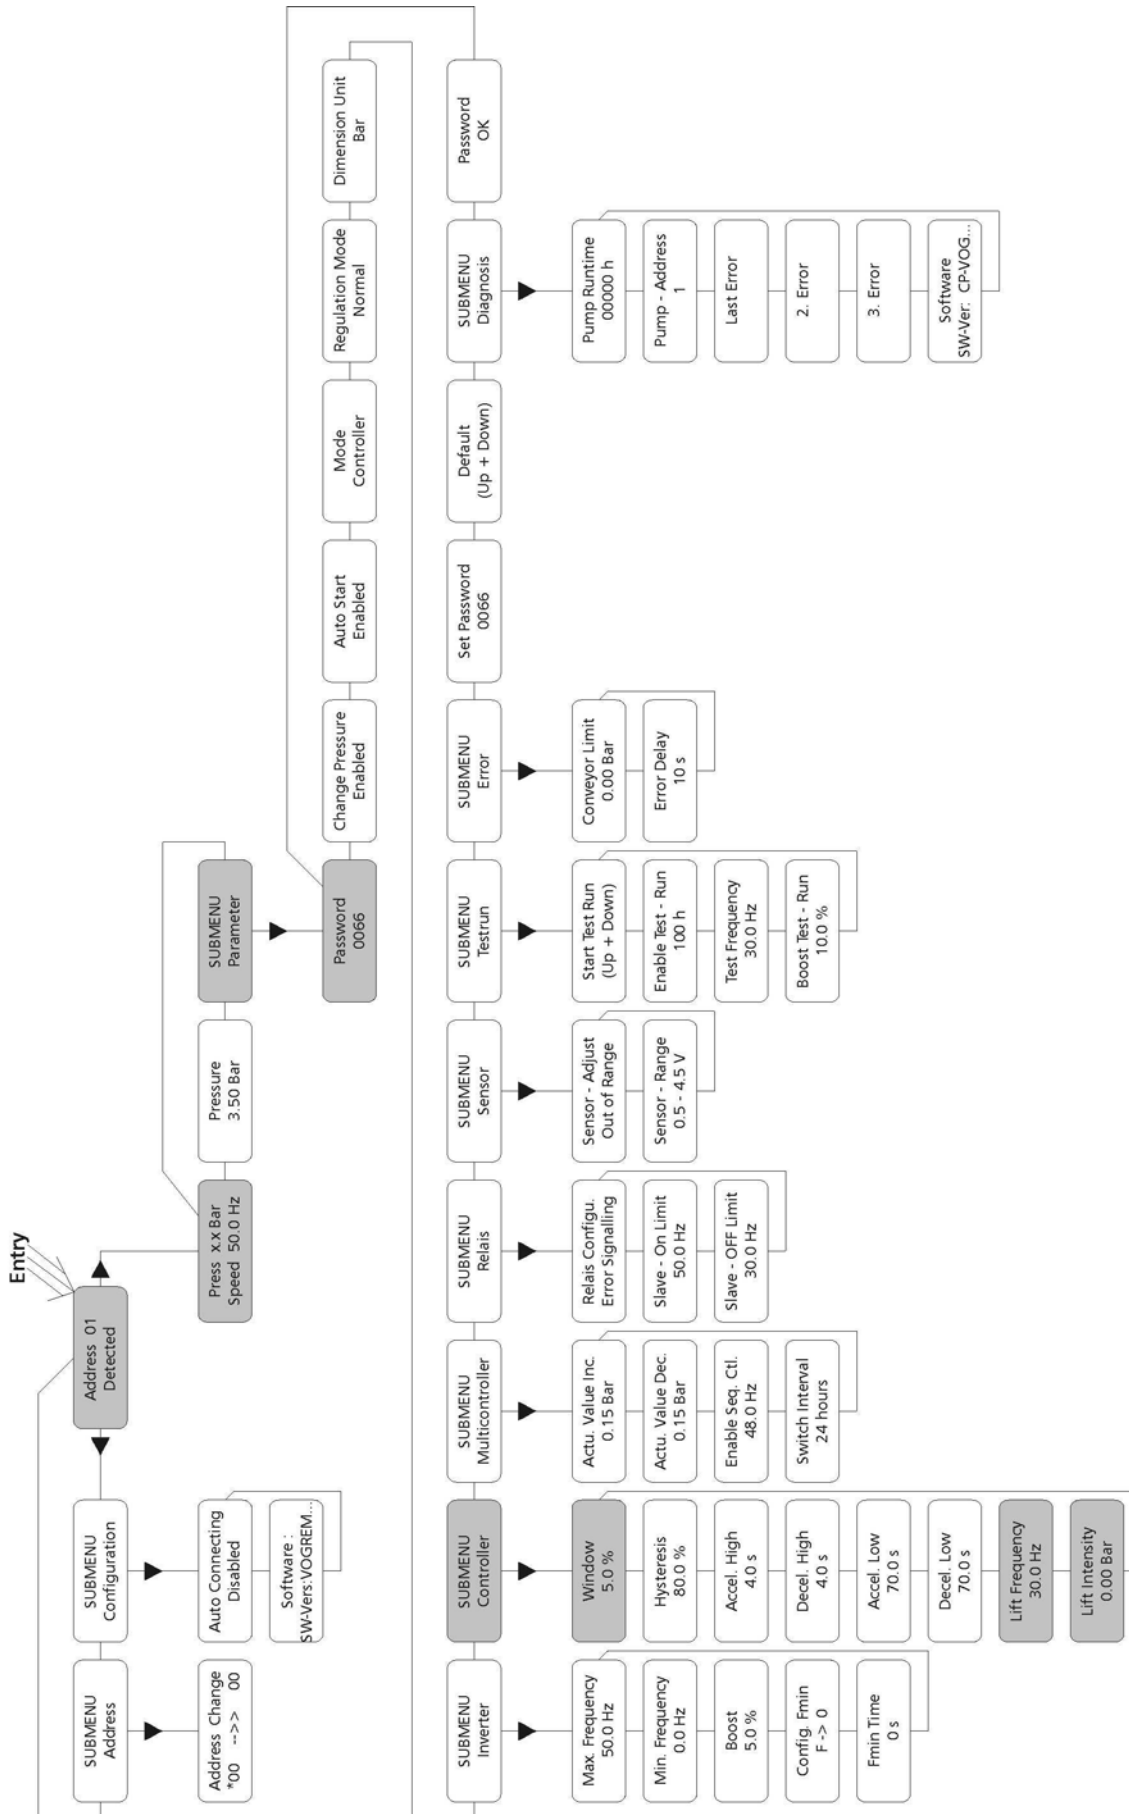 Entry
Address 01
Detected
SUBMENU
Address
Address Change
*00 -->> 00
SUBMENU
Configuration
Auto Connecting
Disabled
Software :
SW-Vers:VOGREM...
Press x.x Bar
Speed 50.0 Hz
Pressure
3.50 Bar
SUBMENU
Parameter
Password
0066
Change Pressure
Enabled
Auto Start
Enabled
Mode
Controller
Regulation Mode
Normal
Dimension Unit
Bar
SUBMENU
Inverter
Max. Frequency
50.0 Hz
Min. Frequency
0.0 Hz
Boost
5.0 %
Config. Fmin
F -> 0
Fmin Time
0 s
SUBMENU
Controller
Window
5.0 %
Hysteresis
80.0 %
Accel. High
4.0 s
Decel. High
4.0 s
Accel. Low
70.0 s
Decel. Low
70.0 s
Lift Frequency
30.0 Hz
Lift Intensity
0.00 Bar
SUBMENU
Multicontroller
Actu. Value Inc.
0.15 Bar
Actu. Value Dec.
0.15 Bar
Enable Seq. Ctl.
48.0 Hz
Switch Interval
24 hours
SUBMENU
Relais
Relais Configu.
Error Signalling
Slave - On Limit
50.0 Hz
Slave - OFF Limit
30.0 Hz
SUBMENU
Sensor
Sensor - Adjust
Out of Range
Sensor - Range
0.5 - 4.5 V
SUBMENU
Testrun
Start Test Run
(Up + Down)
Enable Test - Run
100 h
Test Frequency
30.0 Hz
Boost Test - Run
10.0 %
SUBMENU
Error
Conveyor Limit
0.00 Bar
Error Delay
10 s
Set Password
0066
Default
(Up + Down)
SUBMENU
Diagnosis
Pump Runtime
00000 h
Pump - Address
1
Last Error
2. Error
3. Error
Software
SW-Ver: CP-VOG...
Password
OK